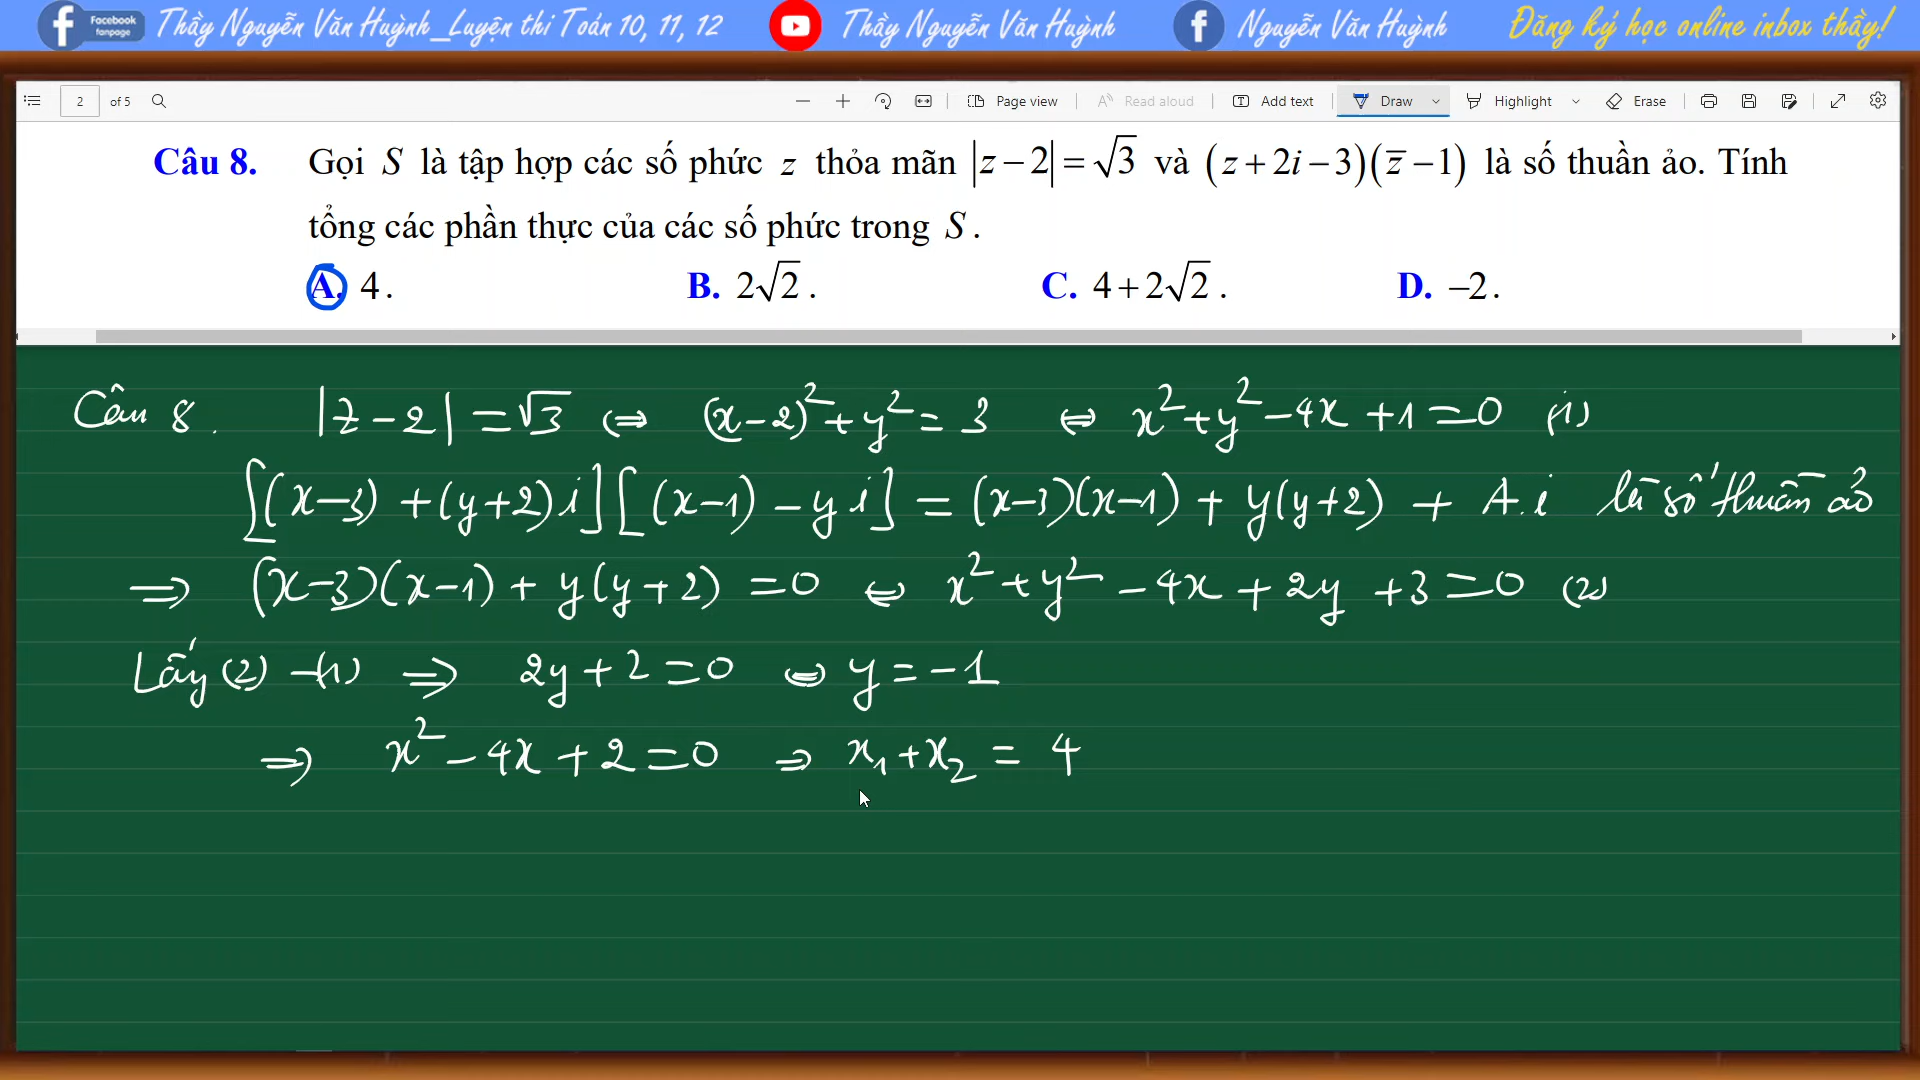 Facebook fanpage Thầy Nguyễn Văn Huỳnh_Luyện thi Toán 10, 11, 12 Thầy Nguyễn Văn Huỳnh Nguyễn Văn Huỳnh Đăng ký học online inbox thầy!
2 of 5 Page view Read aloud Add text Draw Highlight Erase
Câu 8. Gọi S là tập hợp các số phức z thỏa mãn |z − 2| = √3 và (z + 2i − 3)(z̅ − 1) là số thuần ảo. Tính
tổng các phần thực của các số phức trong S.
A. 4. B. 2√2. C. 4 + 2√2. D. −2.
Câu 8. |z − 2| = √3 ⇔ (x−2)² + y² = 3 ⇔ x² + y² − 4x + 1 = 0 (1)
[(x−3) + (y+2)i][(x−1) − yi] = (x−3)(x−1) + y(y+2) + A.i là số thuần ảo
⇒ (x−3)(x−1) + y(y+2) = 0 ⇔ x² + y² − 4x + 2y + 3 = 0 (2)
Lấy (2) − (1) ⇒ 2y + 2 = 0 ⇔ y = −1
⇒ x² − 4x + 2 = 0 ⇒ x₁ + x₂ = 4